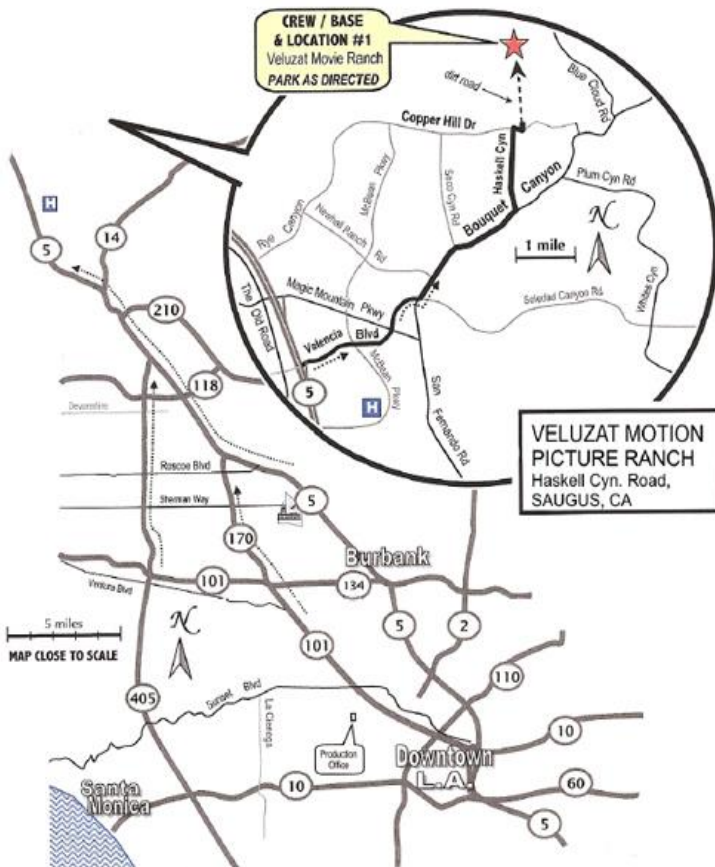 CREW / BASE
& LOCATION #1
Veluzat Movie Ranch
PARK AS DIRECTED
dirt road
Blue Cloud Rd
Copper Hill Dr
Haskell Cyn
Canyon
Bouquet
Plum Cyn Rd
Seco Cyn Rd
McBean Pkwy
Newhall Ranch Rd
Rye Canyon
N
1 mile
Whites Cyn
Soledad Canyon Rd
Magic Mountain Pkwy
The Old Road
Valencia Blvd
McBean Pkwy
San Fernando Rd
5
H
H
5
14
210
118
Devonshire
Roscoe Blvd
Sherman Way
5
170
VELUZAT MOTION
PICTURE RANCH
Haskell Cyn. Road,
SAUGUS, CA
Burbank
101
134
Ventura Blvd
5
2
5 miles
MAP CLOSE TO SCALE
N
101
110
405
Sunset Blvd
La Cienega
Production
Office
10
Downtown
L.A.
Santa
Monica
10
60
5